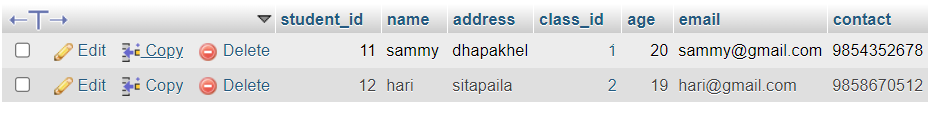 student_id name address class_id age email contact
Edit Copy Delete 11 sammy dhapakhel 1 20 sammy@gmail.com 9854352678
Edit Copy Delete 12 hari sitapaila 2 19 hari@gmail.com 9858670512